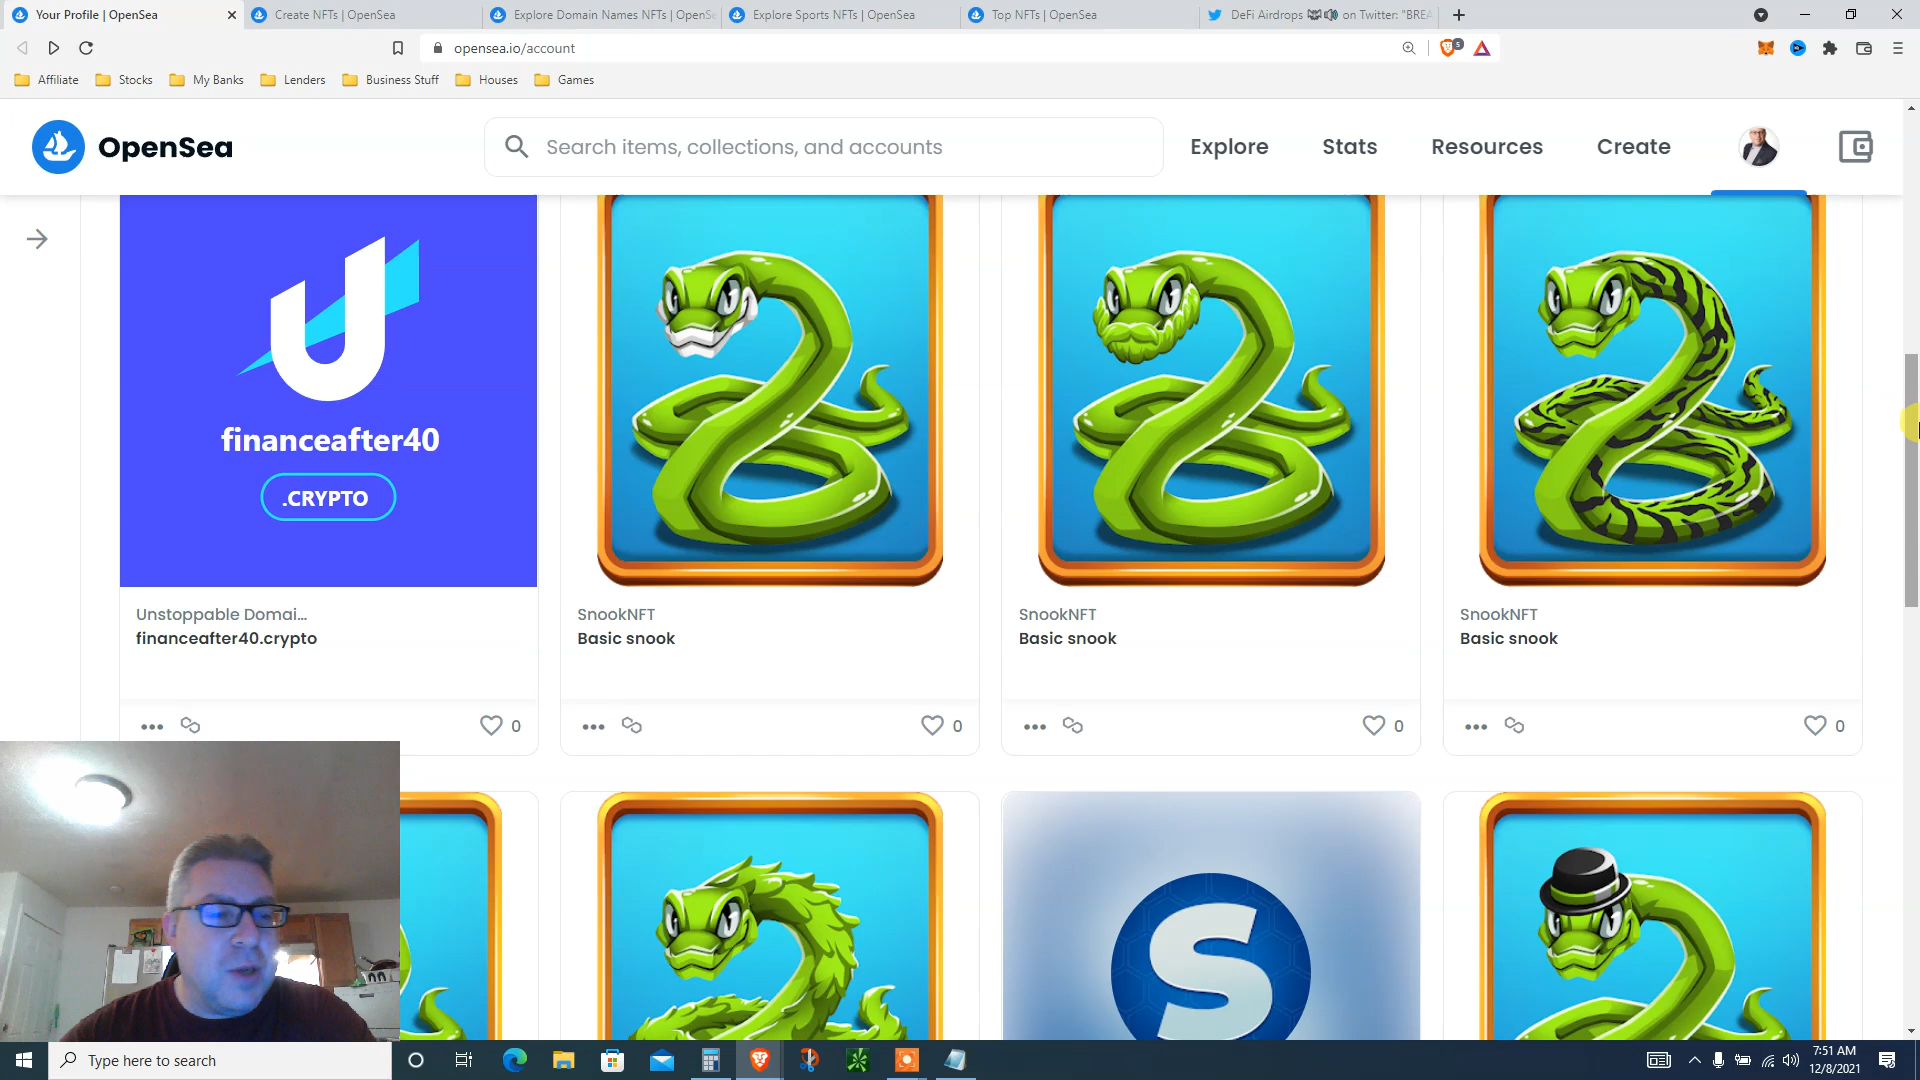 Your Profile | OpenSea
Create NFTs | OpenSea
Explore Domain Names NFTs | OpenS
Explore Sports NFTs | OpenSea
Top NFTs | OpenSea
DeFi Airdrops on Twitter: "BREA
opensea.io/account
5
Affiliate
Stocks
My Banks
Lenders
Business Stuff
Houses
Games
OpenSea
Search items, collections, and accounts
Explore
Stats
Resources
Create
financeafter40
.CRYPTO
Unstoppable Domai...
financeafter40.crypto
0
SnookNFT
Basic snook
0
SnookNFT
Basic snook
0
SnookNFT
Basic snook
0
S
Type here to search
7:51 AM
12/8/2021